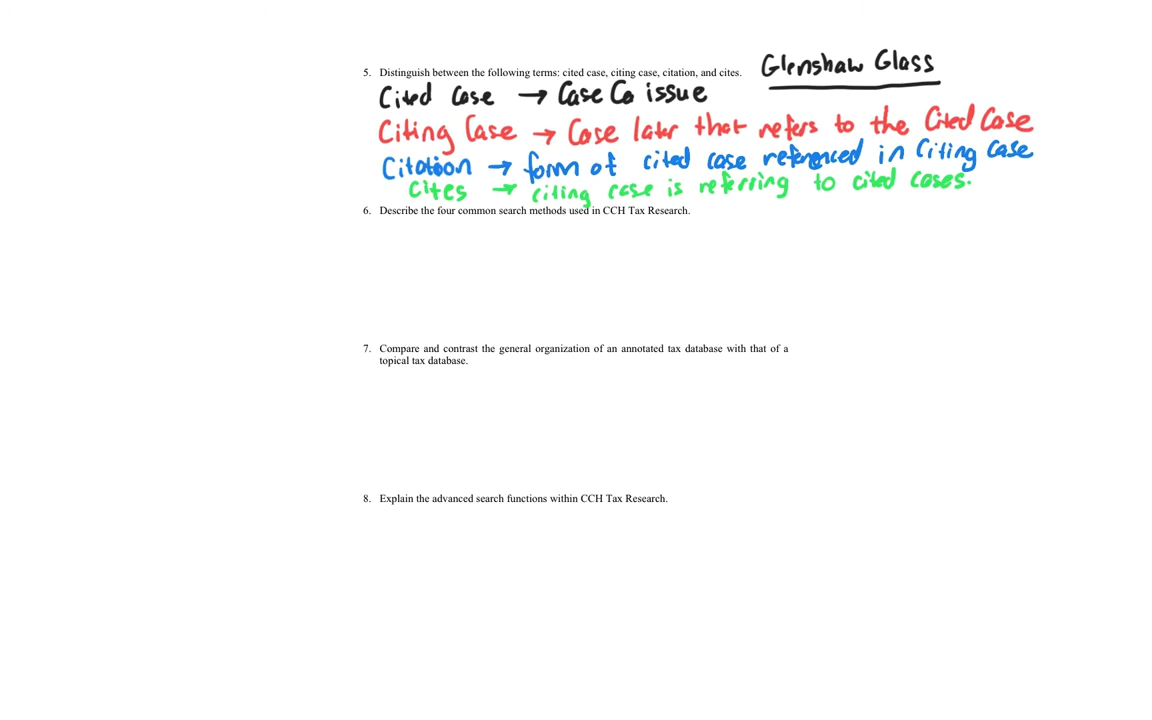 5. Distinguish between the following terms: cited case, citing case, citation, and cites. Glenshaw Glass
Cited Case → Case @ issue
Citing Case → Case later that refers to the Cited Case
Citation → form of cited case referenced in Citing Case
Cites → citing case is referring to cited cases.
6. Describe the four common search methods used in CCH Tax Research.
7. Compare and contrast the general organization of an annotated tax database with that of a
topical tax database.
8. Explain the advanced search functions within CCH Tax Research.